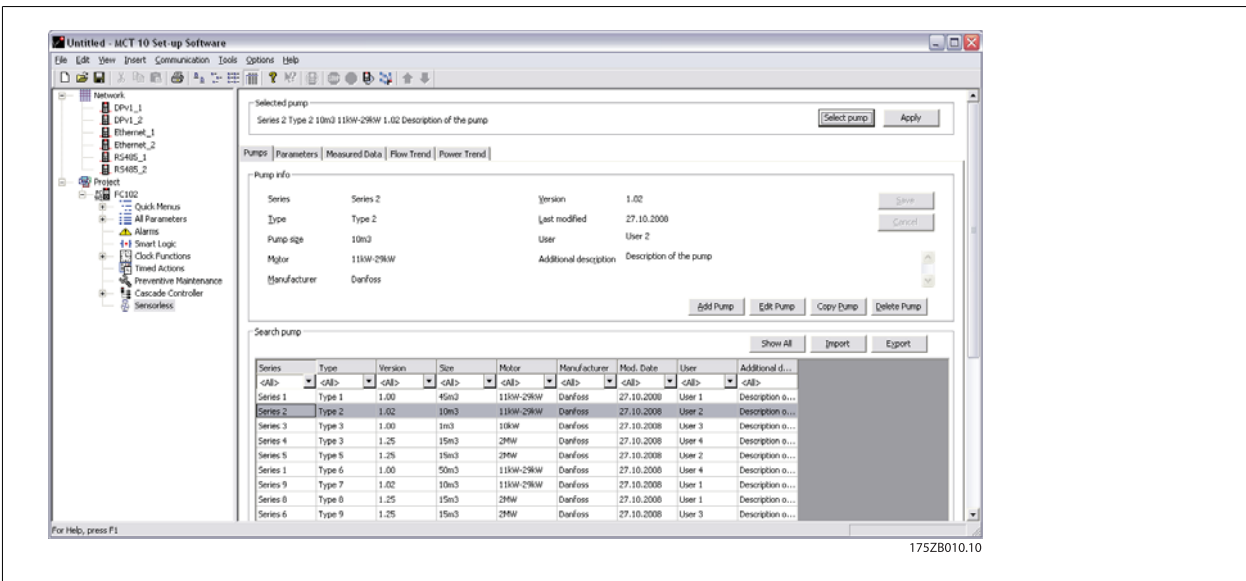 Untitled - MCT 10 Set-up Software
File Edit View Insert Communication Tools Options Help
Network
DPv1_1
DPv1_2
Ethernet_1
Ethernet_2
RS485_1
RS485_2
Project
FC102
Quick Menus
All Parameters
Alarms
Smart Logic
Clock Functions
Timed Actions
Preventive Maintenance
Cascade Controller
Sensorless
Selected pump
Series 2 Type 2 10m3 11kW-29kW 1.02 Description of the pump
Select pump Apply
Pumps Parameters Measured Data Flow Trend Power Trend
Pump info
Series Series 2 Version 1.02 Save
Type Type 2 Last modified 27.10.2008 Cancel
Pump size 10m3 User User 2
Motor 11kW-29kW Additional description Description of the pump
Manufacturer Danfoss
Add Pump Edit Pump Copy Pump Delete Pump
Search pump
Show All Import Export
Series Type Version Size Motor Manufacturer Mod. Date User Additional d...
<All> <All> <All> <All> <All> <All> <All> <All> <All>
Series 1 Type 1 1.00 45m3 11kW-29kW Danfoss 27.10.2008 User 1 Description o...
Series 2 Type 2 1.02 10m3 11kW-29kW Danfoss 27.10.2008 User 2 Description o...
Series 3 Type 3 1.00 1m3 10kW Danfoss 27.10.2008 User 3 Description o...
Series 4 Type 3 1.25 15m3 2MW Danfoss 27.10.2008 User 4 Description o...
Series 5 Type 5 1.25 15m3 2MW Danfoss 27.10.2008 User 2 Description o...
Series 1 Type 6 1.00 50m3 11kW-29kW Danfoss 27.10.2008 User 4 Description o...
Series 9 Type 7 1.02 10m3 11kW-29kW Danfoss 27.10.2008 User 1 Description o...
Series 8 Type 8 1.25 15m3 2MW Danfoss 27.10.2008 User 1 Description o...
Series 6 Type 9 1.25 15m3 2MW Danfoss 27.10.2008 User 3 Description o...
For Help, press F1
175ZB010.10